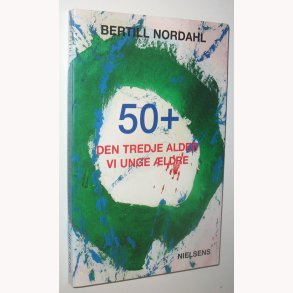 BERTILL NORDAHL
50+
DEN TREDJE ALDER
VI UNGE ÆLDRE
NIELSENS